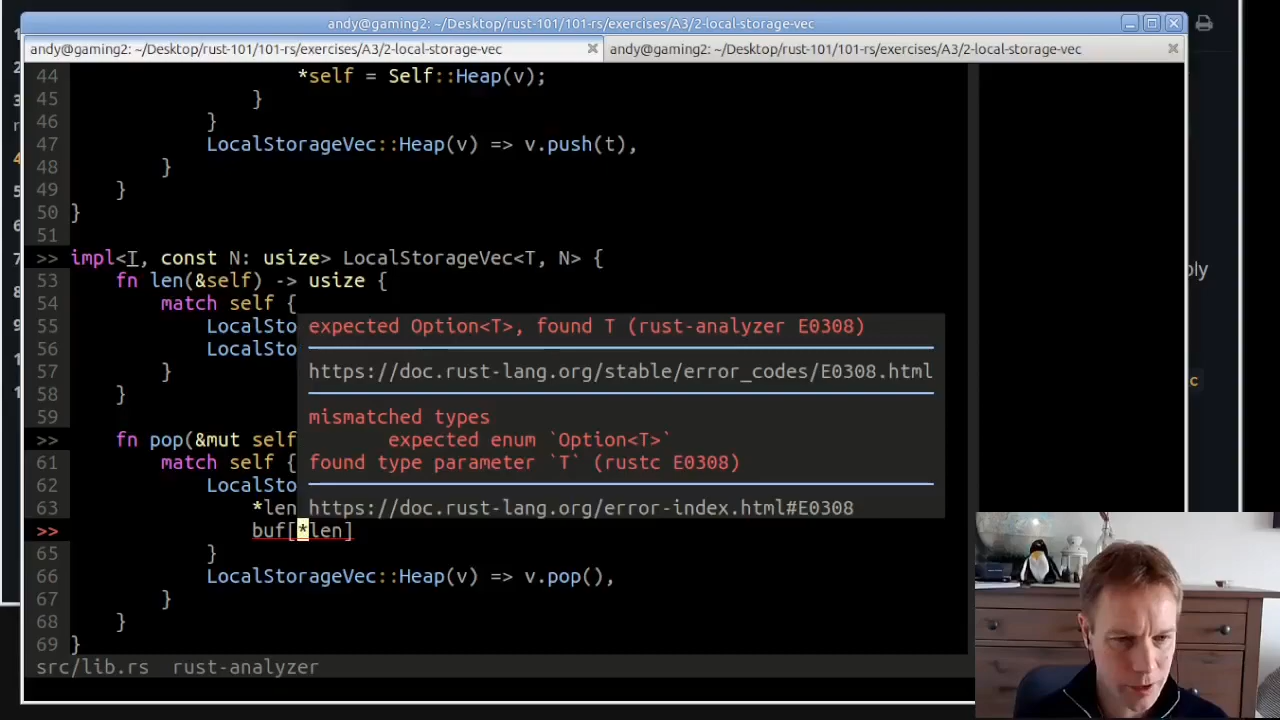 andy@gaming2: ~/Desktop/rust-101/101-rs/exercises/A3/2-local-storage-vec
andy@gaming2: ~/Desktop/rust-101/101-rs/exercises/A3/2-local-storage-vec
andy@gaming2: ~/Desktop/rust-101/101-rs/exercises/A3/2-local-storage-vec
44 *self = Self::Heap(v);
45 }
46 }
47 LocalStorageVec::Heap(v) => v.push(t),
48 }
49 }
50 }
51
>> impl<T, const N: usize> LocalStorageVec<T, N> {
53 fn len(&self) -> usize {
54 match self {
55 LocalSto
56 LocalSto
57 }
58 }
59
>> fn pop(&mut self
61 match self {
62 LocalSto
63 *len
>> buf[*len]
65 }
66 LocalStorageVec::Heap(v) => v.pop(),
67 }
68 }
69 }
expected Option<T>, found T (rust-analyzer E0308)
https://doc.rust-lang.org/stable/error_codes/E0308.html
mismatched types
expected enum `Option<T>`
found type parameter `T` (rustc E0308)
https://doc.rust-lang.org/error-index.html#E0308
src/lib.rs rust-analyzer
ply
c